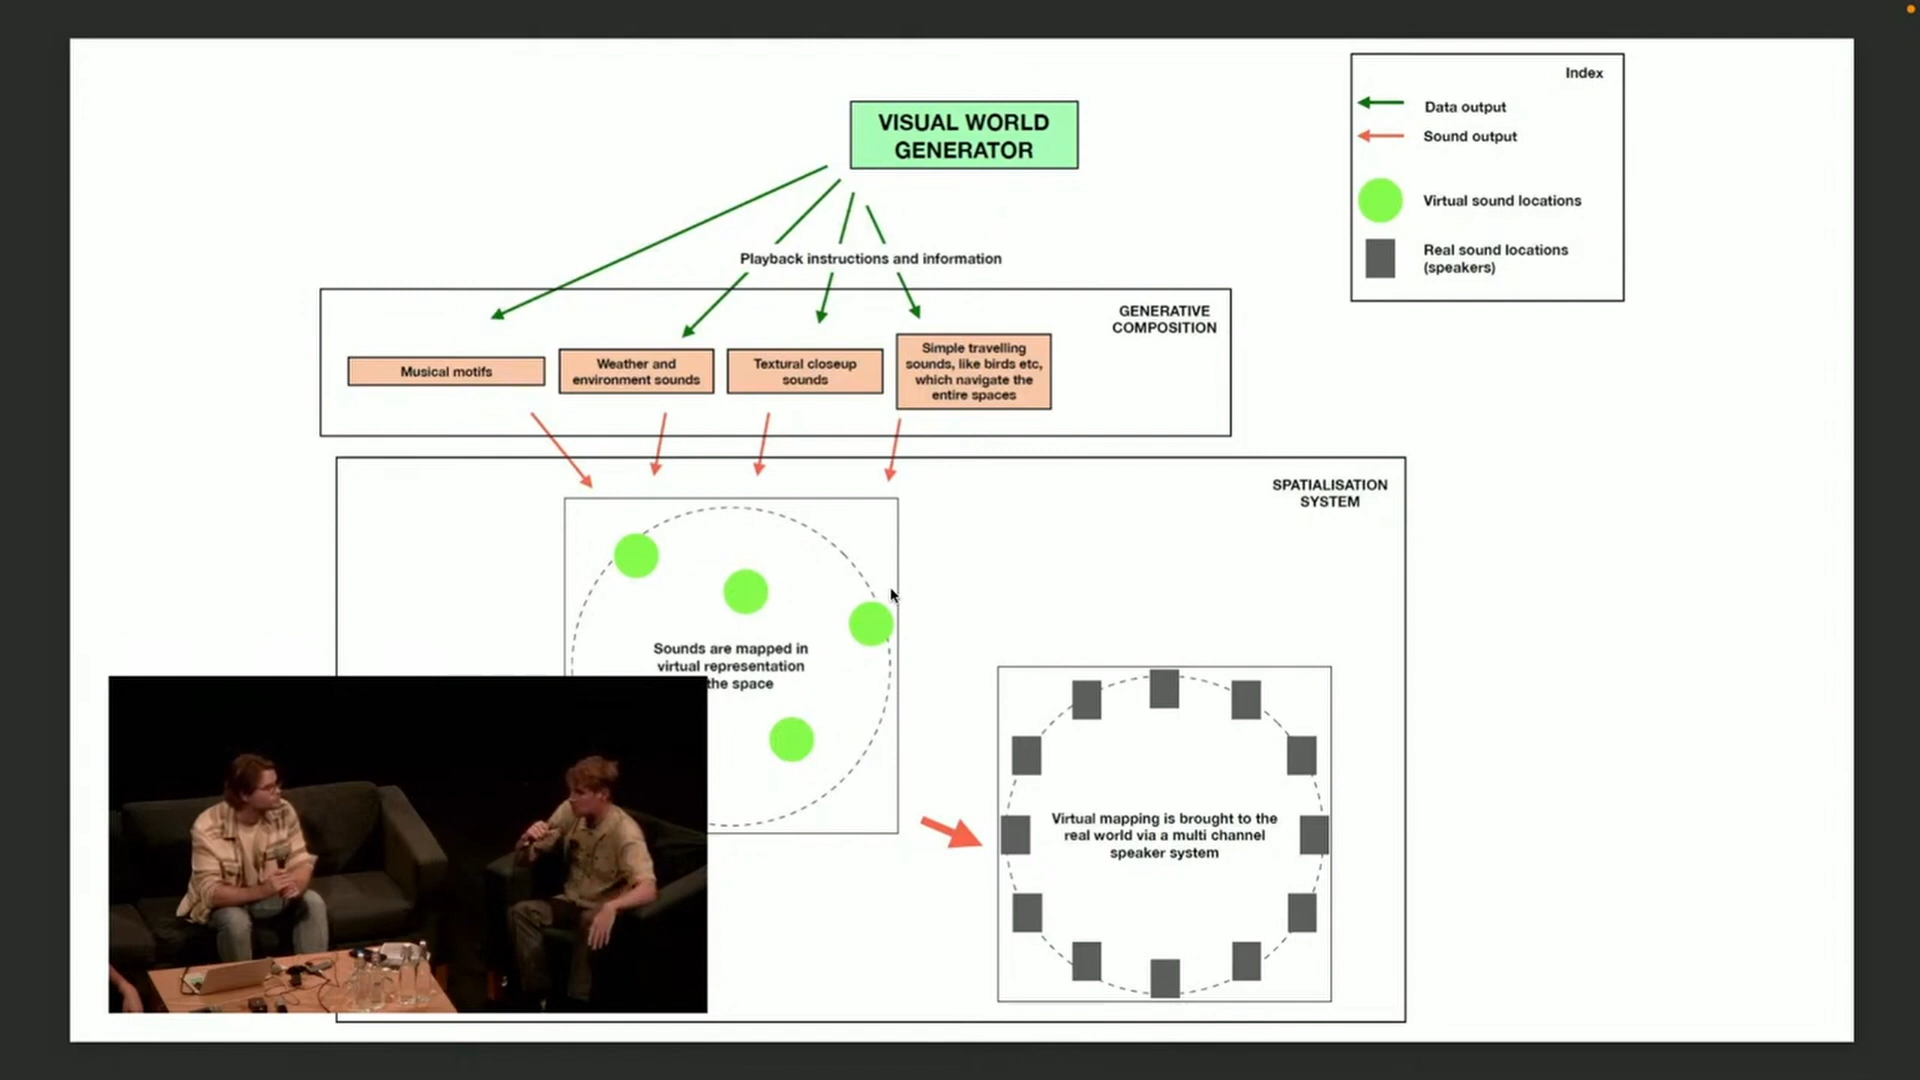 Index
Data output
Sound output
Virtual sound locations
Real sound locations
(speakers)
VISUAL WORLD
GENERATOR
Playback instructions and information
GENERATIVE
COMPOSITION
Musical motifs
Weather and
environment sounds
Textural closeup
sounds
Simple travelling
sounds, like birds etc,
which navigate the
entire spaces
SPATIALISATION
SYSTEM
Sounds are mapped in
virtual representation
the space
Virtual mapping is brought to the
real world via a multi channel
speaker system